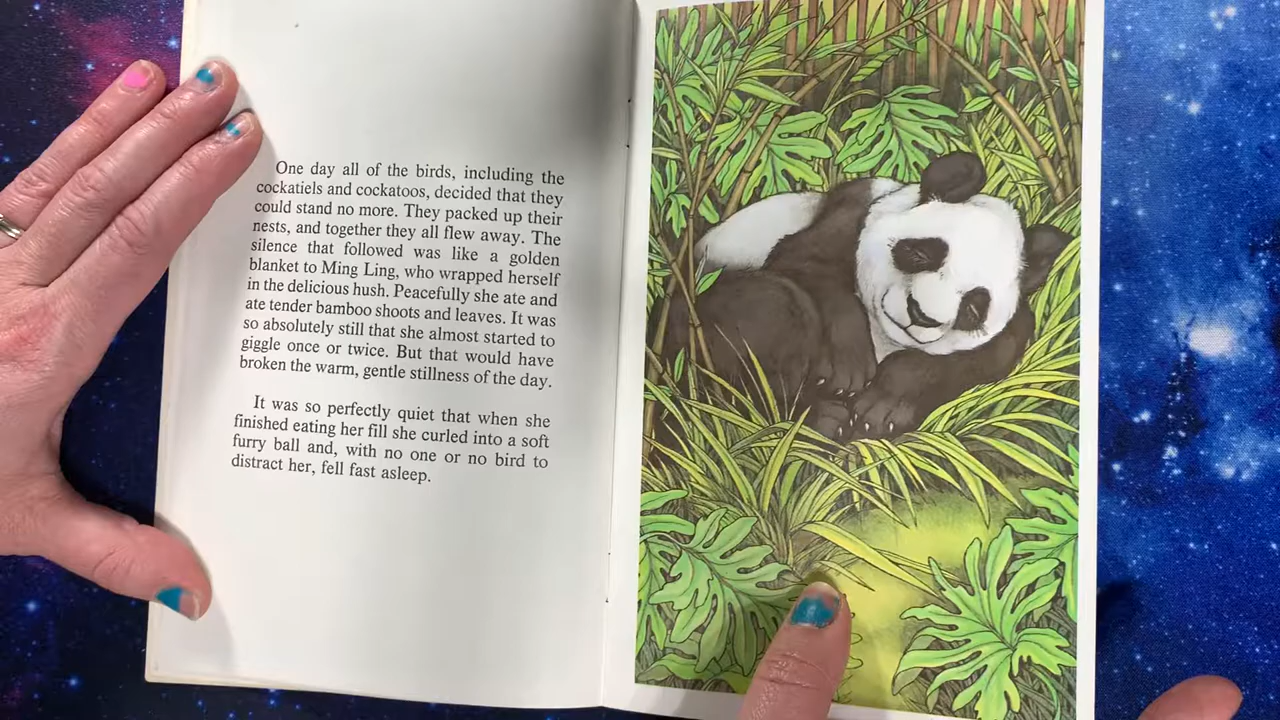 One day all of the birds, including the
cockatiels and cockatoos, decided that they
could stand no more. They packed up their
nests, and together they all flew away. The
silence that followed was like a golden
blanket to Ming Ling, who wrapped herself
in the delicious hush. Peacefully she ate and
ate tender bamboo shoots and leaves. It was
so absolutely still that she almost started to
giggle once or twice. But that would have
broken the warm, gentle stillness of the day.
It was so perfectly quiet that when she
finished eating her fill she curled into a soft
furry ball and, with no one or no bird to
distract her, fell fast asleep.